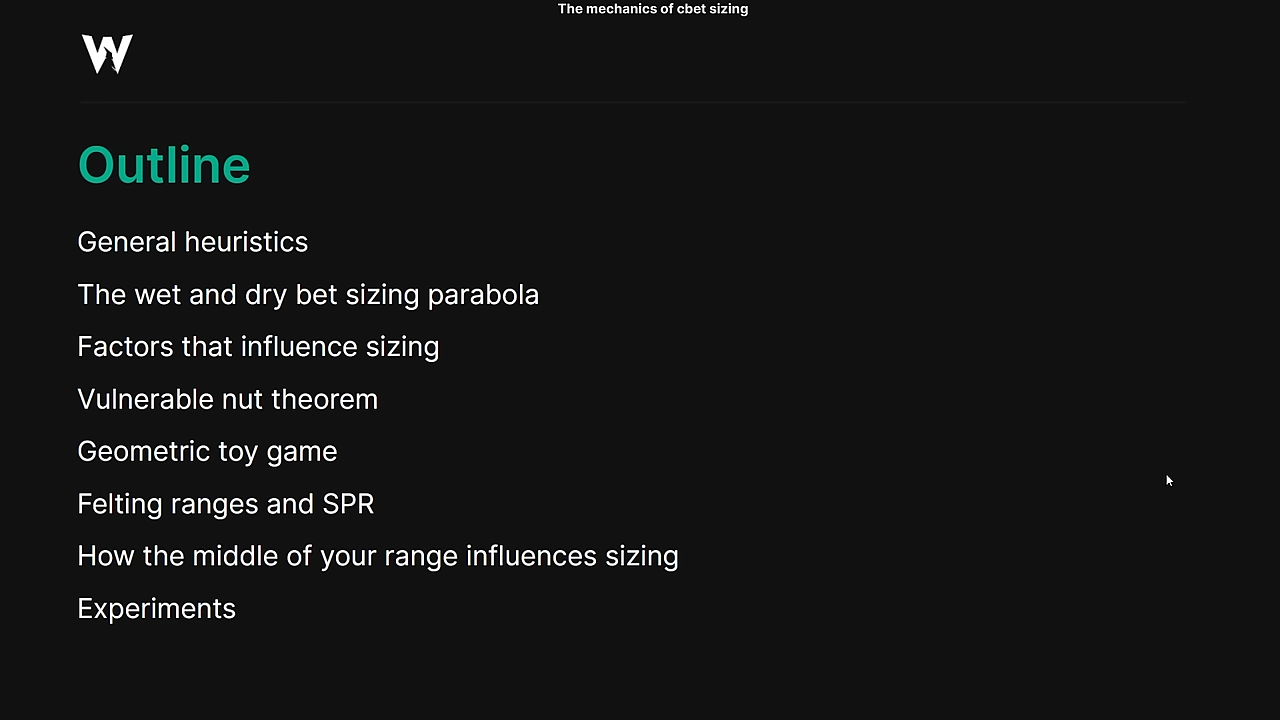 The mechanics of cbet sizing
W
Outline
General heuristics
The wet and dry bet sizing parabola
Factors that influence sizing
Vulnerable nut theorem
Geometric toy game
Felting ranges and SPR
How the middle of your range influences sizing
Experiments